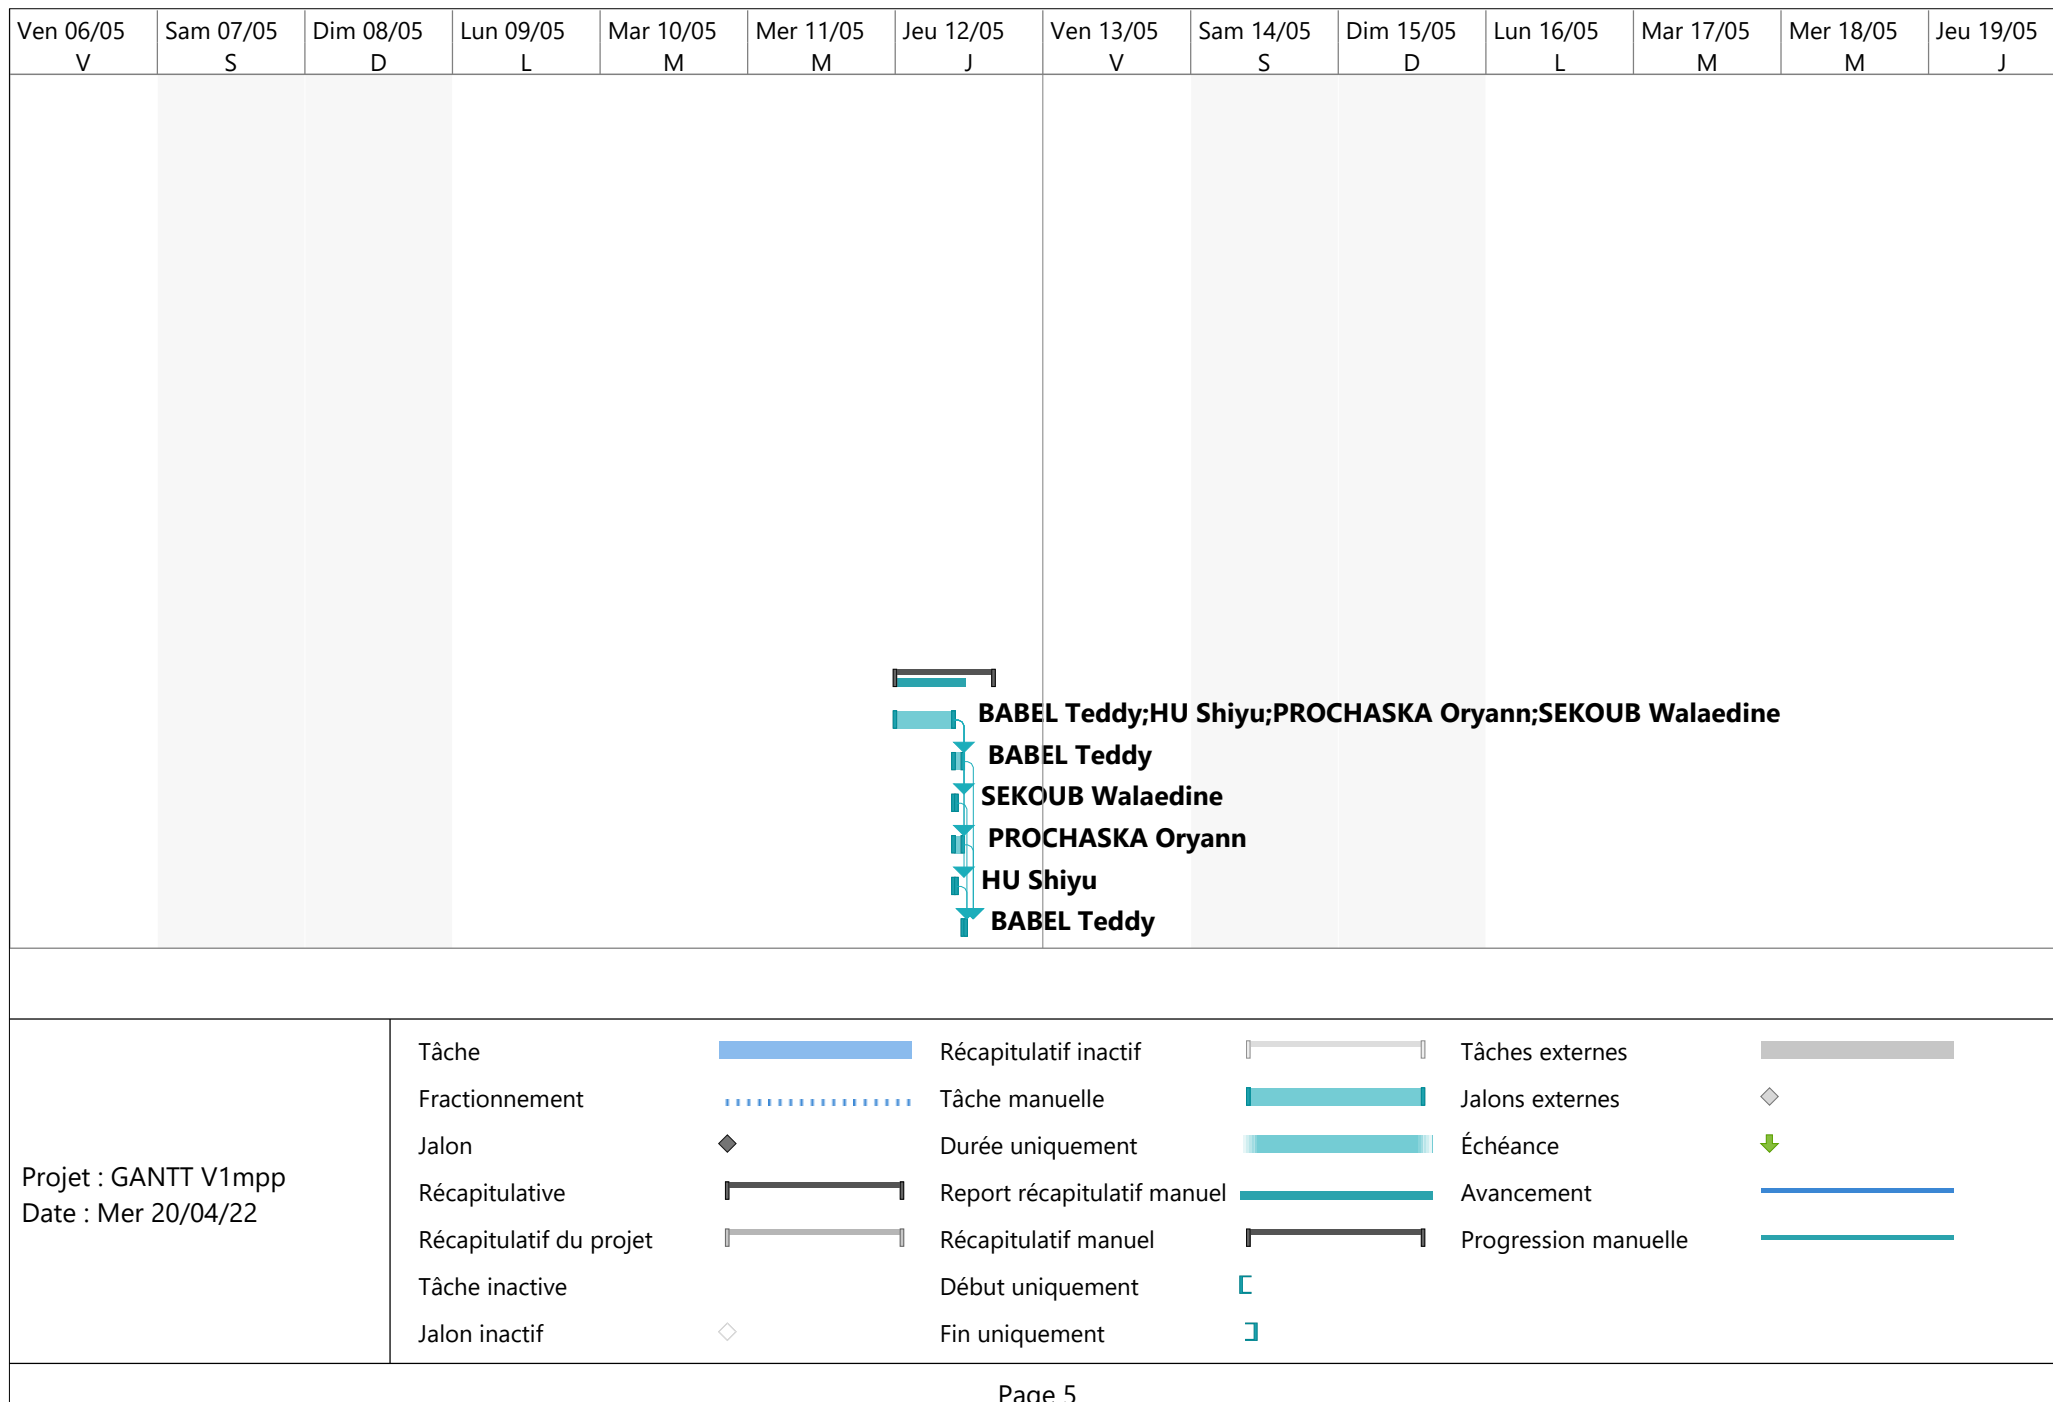 Ven 06/05 Sam 07/05 Dim 08/05 Lun 09/05 Mar 10/05 Mer 11/05 Jeu 12/05 Ven 13/05 Sam 14/05 Dim 15/05 Lun 16/05 Mar 17/05 Mer 18/05 Jeu 19/05
V S D L M M J V S D L M M J
BABEL Teddy;HU Shiyu;PROCHASKA Oryann;SEKOUB Walaedine
BABEL Teddy
SEKOUB Walaedine
PROCHASKA Oryann
HU Shiyu
BABEL Teddy
Projet : GANTT V1mpp
Date : Mer 20/04/22
Tâche
Fractionnement
Jalon
Récapitulative
Récapitulatif du projet
Tâche inactive
Jalon inactif
Récapitulatif inactif
Tâche manuelle
Durée uniquement
Report récapitulatif manuel
Récapitulatif manuel
Début uniquement
Fin uniquement
Tâches externes
Jalons externes
Échéance
Avancement
Progression manuelle
Page 5